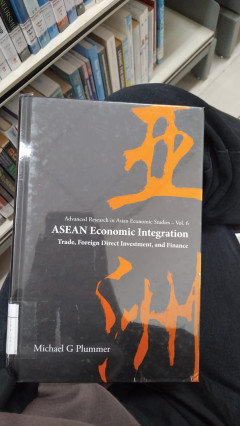 亚洲
Advanced Research in Asian Economic Studies – Vol. 6
ASEAN Economic Integration
Trade, Foreign Direct Investment, and Finance
Michael G Plummer